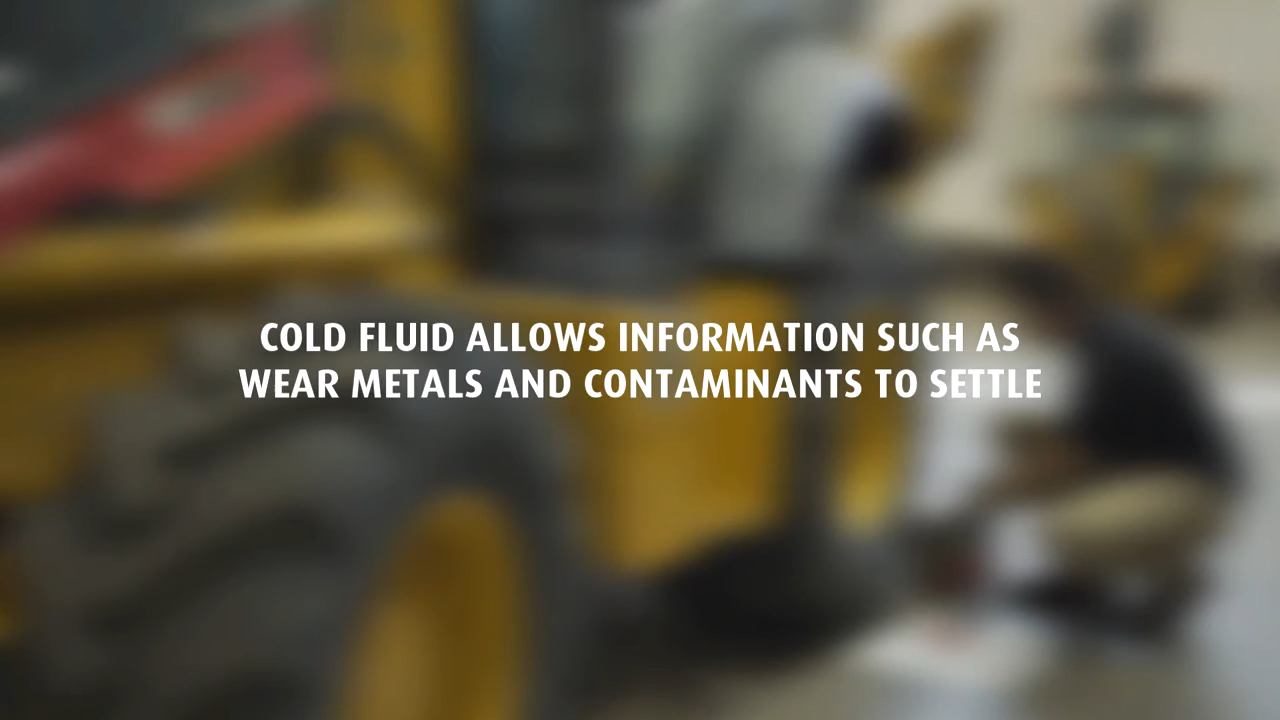 COLD FLUID ALLOWS INFORMATION SUCH AS
WEAR METALS AND CONTAMINANTS TO SETTLE